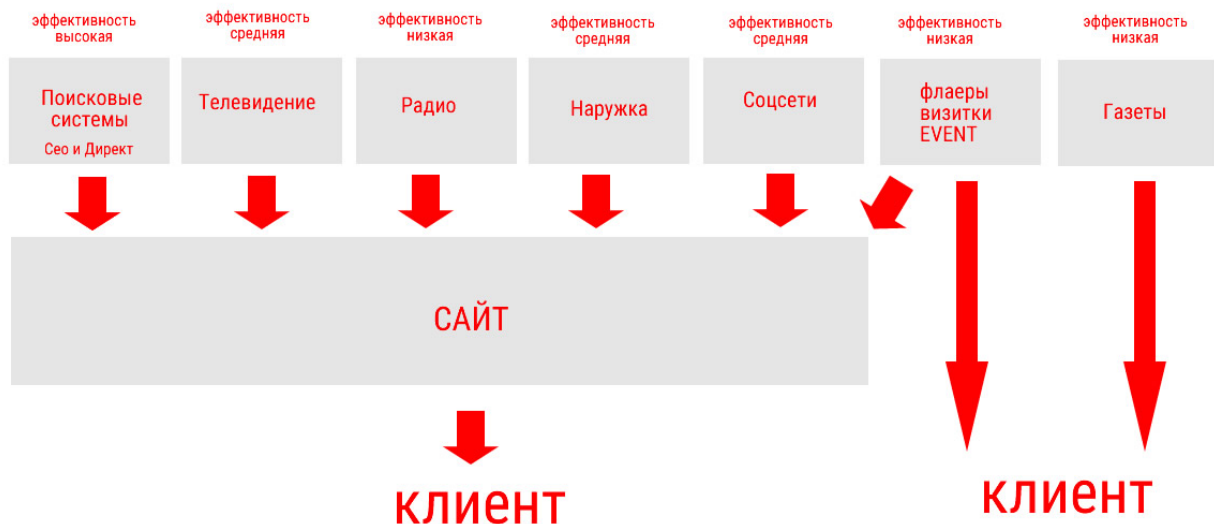 эффективность
высокая
эффективность
средняя
эффективность
низкая
эффективность
средняя
эффективность
средняя
эффективность
низкая
эффективность
низкая
Поисковые
системы
Сео и Директ
Телевидение
Радио
Наружка
Соцсети
флаеры
визитки
EVENT
Газеты
САЙТ
клиент
клиент